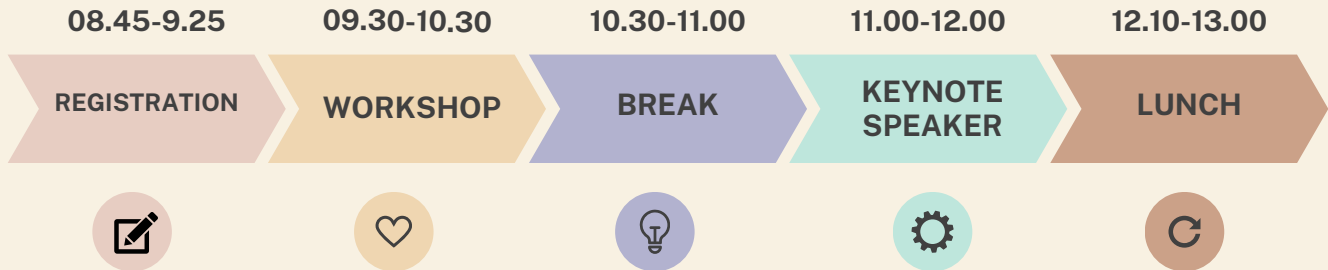 08.45-9.25
09.30-10.30
10.30-11.00
11.00-12.00
12.10-13.00
REGISTRATION
WORKSHOP
BREAK
KEYNOTE
SPEAKER
LUNCH